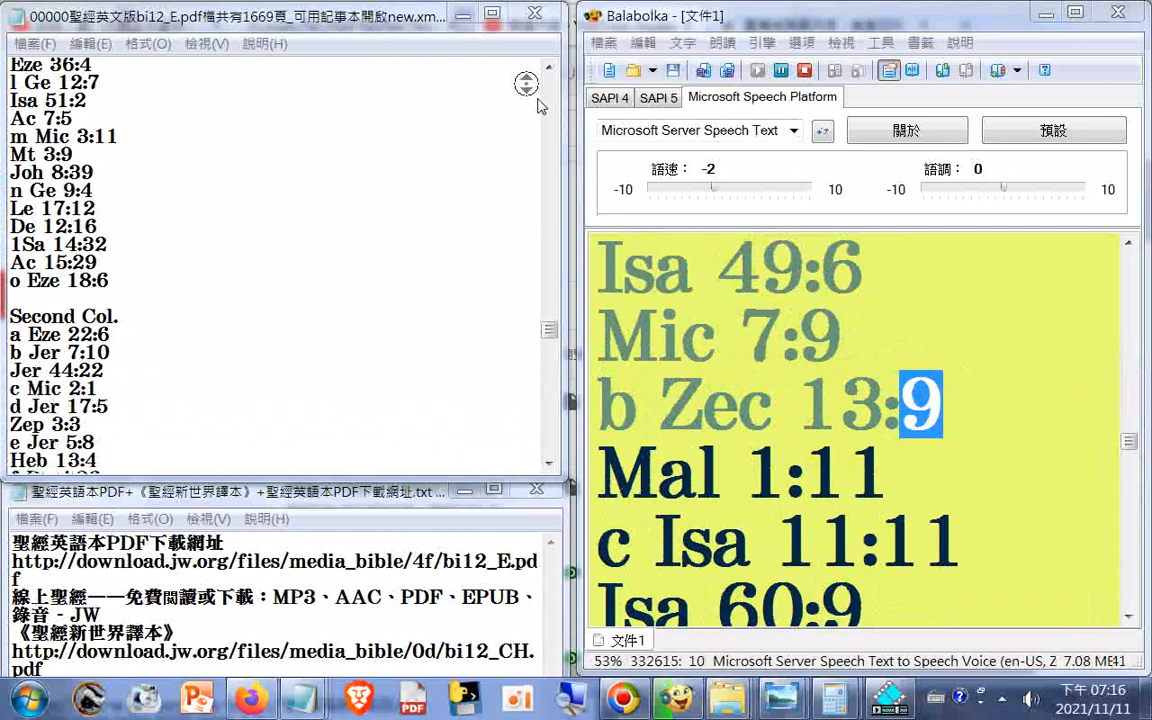 00000聖經英文版bi12_E.pdf檔共有1669頁_可用記事本開啟new.xm...
檔案(F) 編輯(E) 格式(O) 檢視(V) 說明(H)
Eze 36:4
l Ge 12:7
Isa 51:2
Ac 7:5
m Mic 3:11
Mt 3:9
Joh 8:39
n Ge 9:4
Le 17:12
De 12:16
1Sa 14:32
Ac 15:29
o Eze 18:6
Second Col.
a Eze 22:6
b Jer 7:10
Jer 44:22
c Mic 2:1
d Jer 17:5
Zep 3:3
e Jer 5:8
Heb 13:4
聖經英語本PDF+《聖經新世界譯本》+聖經英語本PDF下載網址.txt ...
檔案(F) 編輯(E) 格式(O) 檢視(V) 說明(H)
聖經英語本PDF下載網址
http://download.jw.org/files/media_bible/4f/bi12_E.pd
f
線上聖經——免費閱讀或下載：MP3、AAC、PDF、EPUB、
錄音 - JW
《聖經新世界譯本》
http://download.jw.org/files/media_bible/0d/bi12_CH.
pdf
Balabolka - [文件1]
檔案 編輯 文字 朗讀 引擎 選項 檢視 工具 書籤 說明
SAPI 4 SAPI 5 Microsoft Speech Platform
Microsoft Server Speech Text 關於 預設
語速： -2 語調： 0
-10 10 -10 10
Isa 49:6
Mic 7:9
b Zec 13:9
Mal 1:11
c Isa 11:11
Isa 60:9
文件1
53% 332615: 10 Microsoft Server Speech Text to Speech Voice (en-US, Z 7.08 ME41
PDF
下午 07:16
2021/11/11